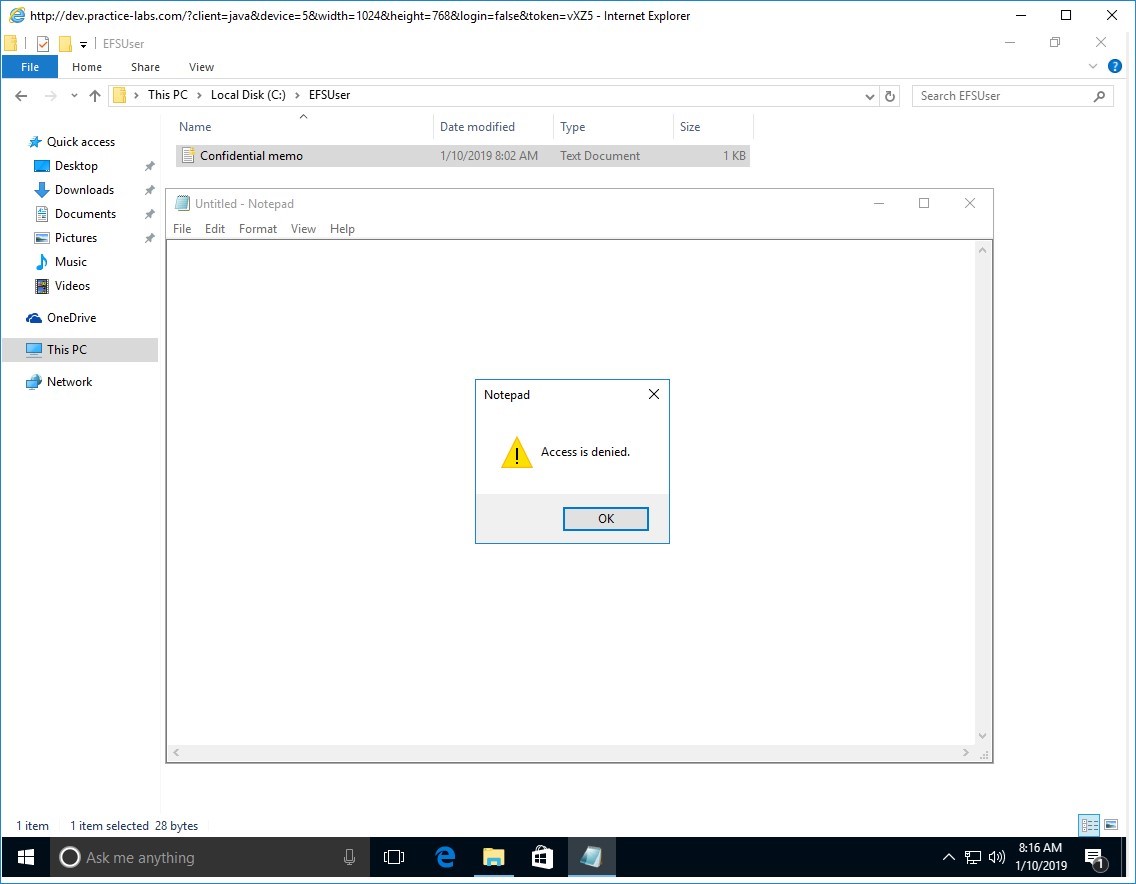 http://dev.practice-labs.com/?client=java&device=5&width=1024&height=768&login=false&token=vXZ5 - Internet Explorer
EFSUser
File Home Share View
This PC Local Disk (C:) EFSUser Search EFSUser
Name Date modified Type Size
Quick access
Confidential memo 1/10/2019 8:02 AM Text Document 1 KB
Desktop
Downloads
Documents
Pictures
Music
Videos
OneDrive
This PC
Network
Untitled - Notepad
File Edit Format View Help
Notepad
Access is denied.
OK
1 item 1 item selected 28 bytes
Ask me anything
8:16 AM
1/10/2019
1